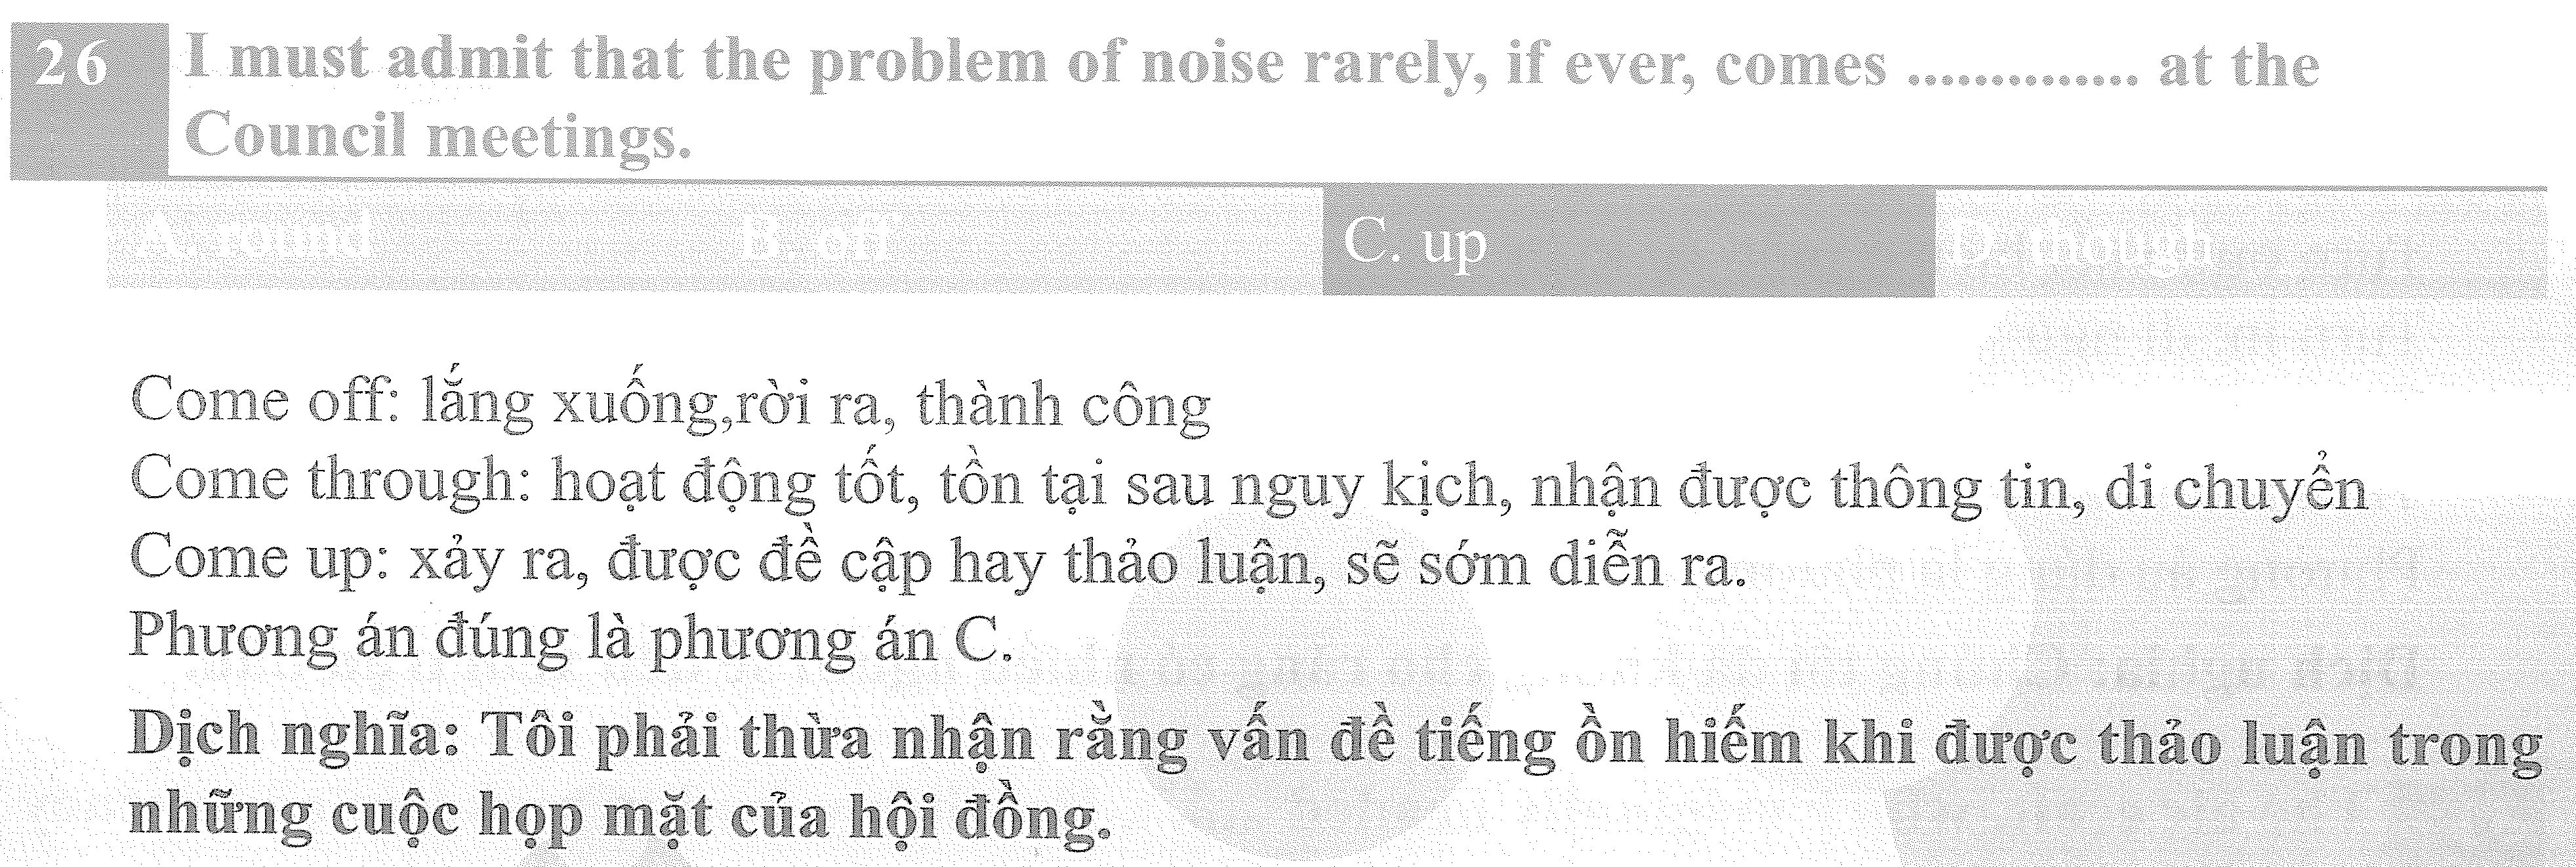 26 I must admit that the problem of noise rarely, if ever, comes ............. at the
Council meetings.
A. round B. off C. up D. though
Come off: lắng xuống,rời ra, thành công
Come through: hoạt động tốt, tồn tại sau nguy kịch, nhận được thông tin, di chuyển
Come up: xảy ra, được đề cập hay thảo luận, sẽ sớm diễn ra.
Phương án đúng là phương án C.
Dịch nghĩa: Tôi phải thừa nhận rằng vấn đề tiếng ồn hiếm khi được thảo luận trong
những cuộc họp mặt của hội đồng.